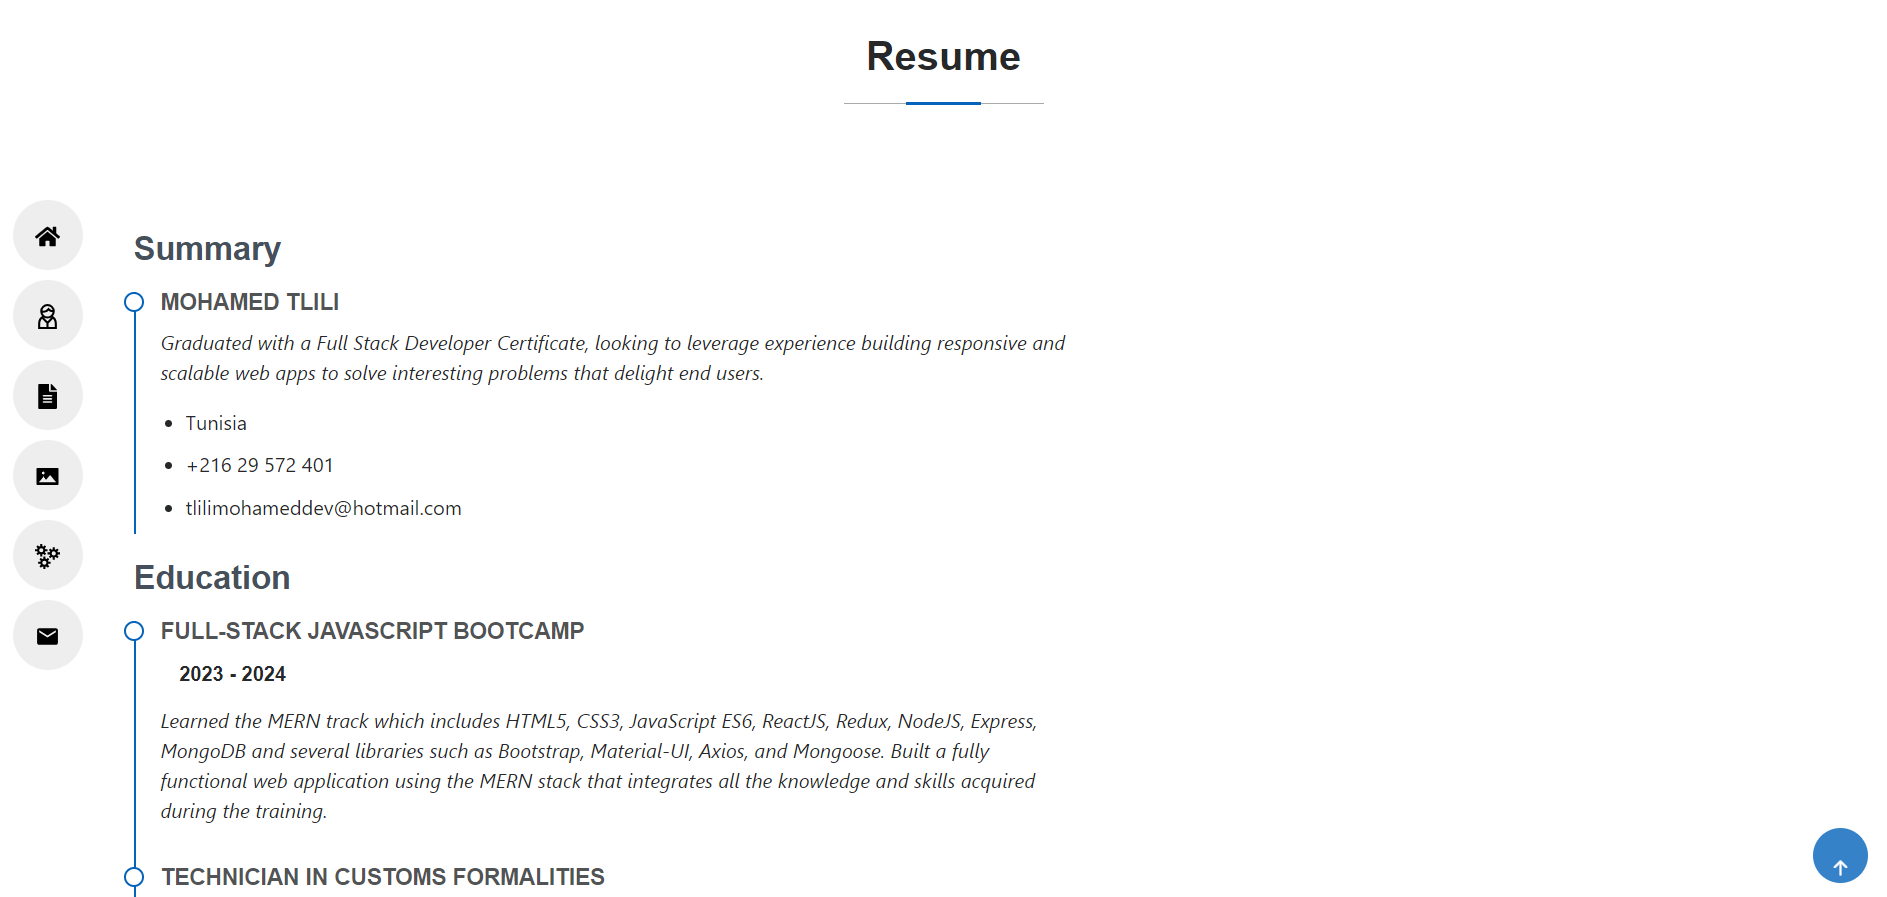 Resume
Summary
MOHAMED TLILI
Graduated with a Full Stack Developer Certificate, looking to leverage experience building responsive and
scalable web apps to solve interesting problems that delight end users.
Tunisia
+216 29 572 401
tlilimohameddev@hotmail.com
Education
FULL-STACK JAVASCRIPT BOOTCAMP
2023 - 2024
Learned the MERN track which includes HTML5, CSS3, JavaScript ES6, ReactJS, Redux, NodeJS, Express,
MongoDB and several libraries such as Bootstrap, Material-UI, Axios, and Mongoose. Built a fully
functional web application using the MERN stack that integrates all the knowledge and skills acquired
during the training.
TECHNICIAN IN CUSTOMS FORMALITIES